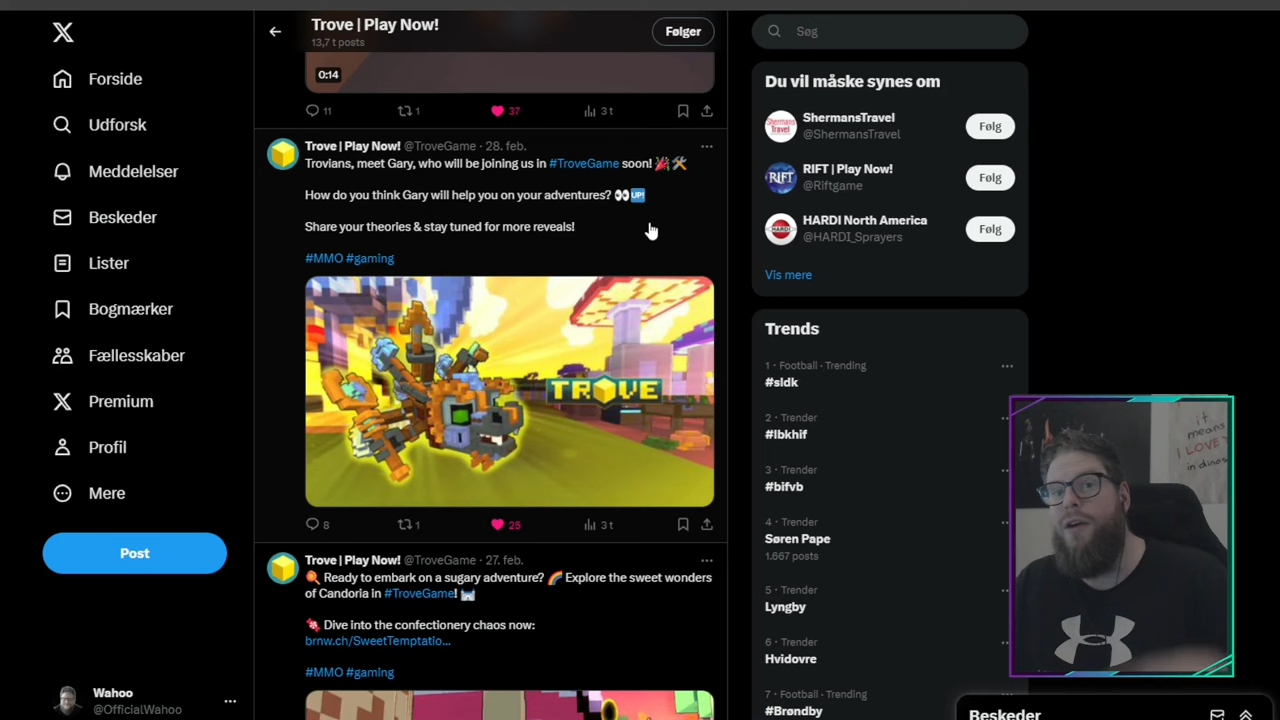 Trove | Play Now!
13,7 t posts
Følger
0:14
11
1
37
3 t
Trove | Play Now! @TroveGame · 28. feb.
Trovians, meet Gary, who will be joining us in #TroveGame soon! 🎉🛠️
How do you think Gary will help you on your adventures? 👀🆙
Share your theories & stay tuned for more reveals!
#MMO #gaming
TROVE
8
1
25
3 t
Trove | Play Now! @TroveGame · 27. feb.
🍭 Ready to embark on a sugary adventure? 🌈 Explore the sweet wonders
of Candoria in #TroveGame! 🏰
🍬 Dive into the confectionery chaos now:
brnw.ch/SweetTemptatio...
#MMO #gaming
Forside
Udforsk
Meddelelser
Beskeder
Lister
Bogmærker
Fællesskaber
Premium
Profil
Mere
Post
Wahoo
@OfficialWahoo
Søg
Du vil måske synes om
ShermansTravel
@ShermansTravel
Følg
RIFT | Play Now!
@Riftgame
Følg
HARDI North America
@HARDI_Sprayers
Følg
Vis mere
Trends
1 · Football · Trending
#sldk
2 · Trender
#lbkhif
3 · Trender
#bifvb
4 · Trender
Søren Pape
1.667 posts
5 · Trender
Lyngby
6 · Trender
Hvidovre
7 · Football · Trending
#Brøndby
Beskeder
it
means
I LOVE
in dinos